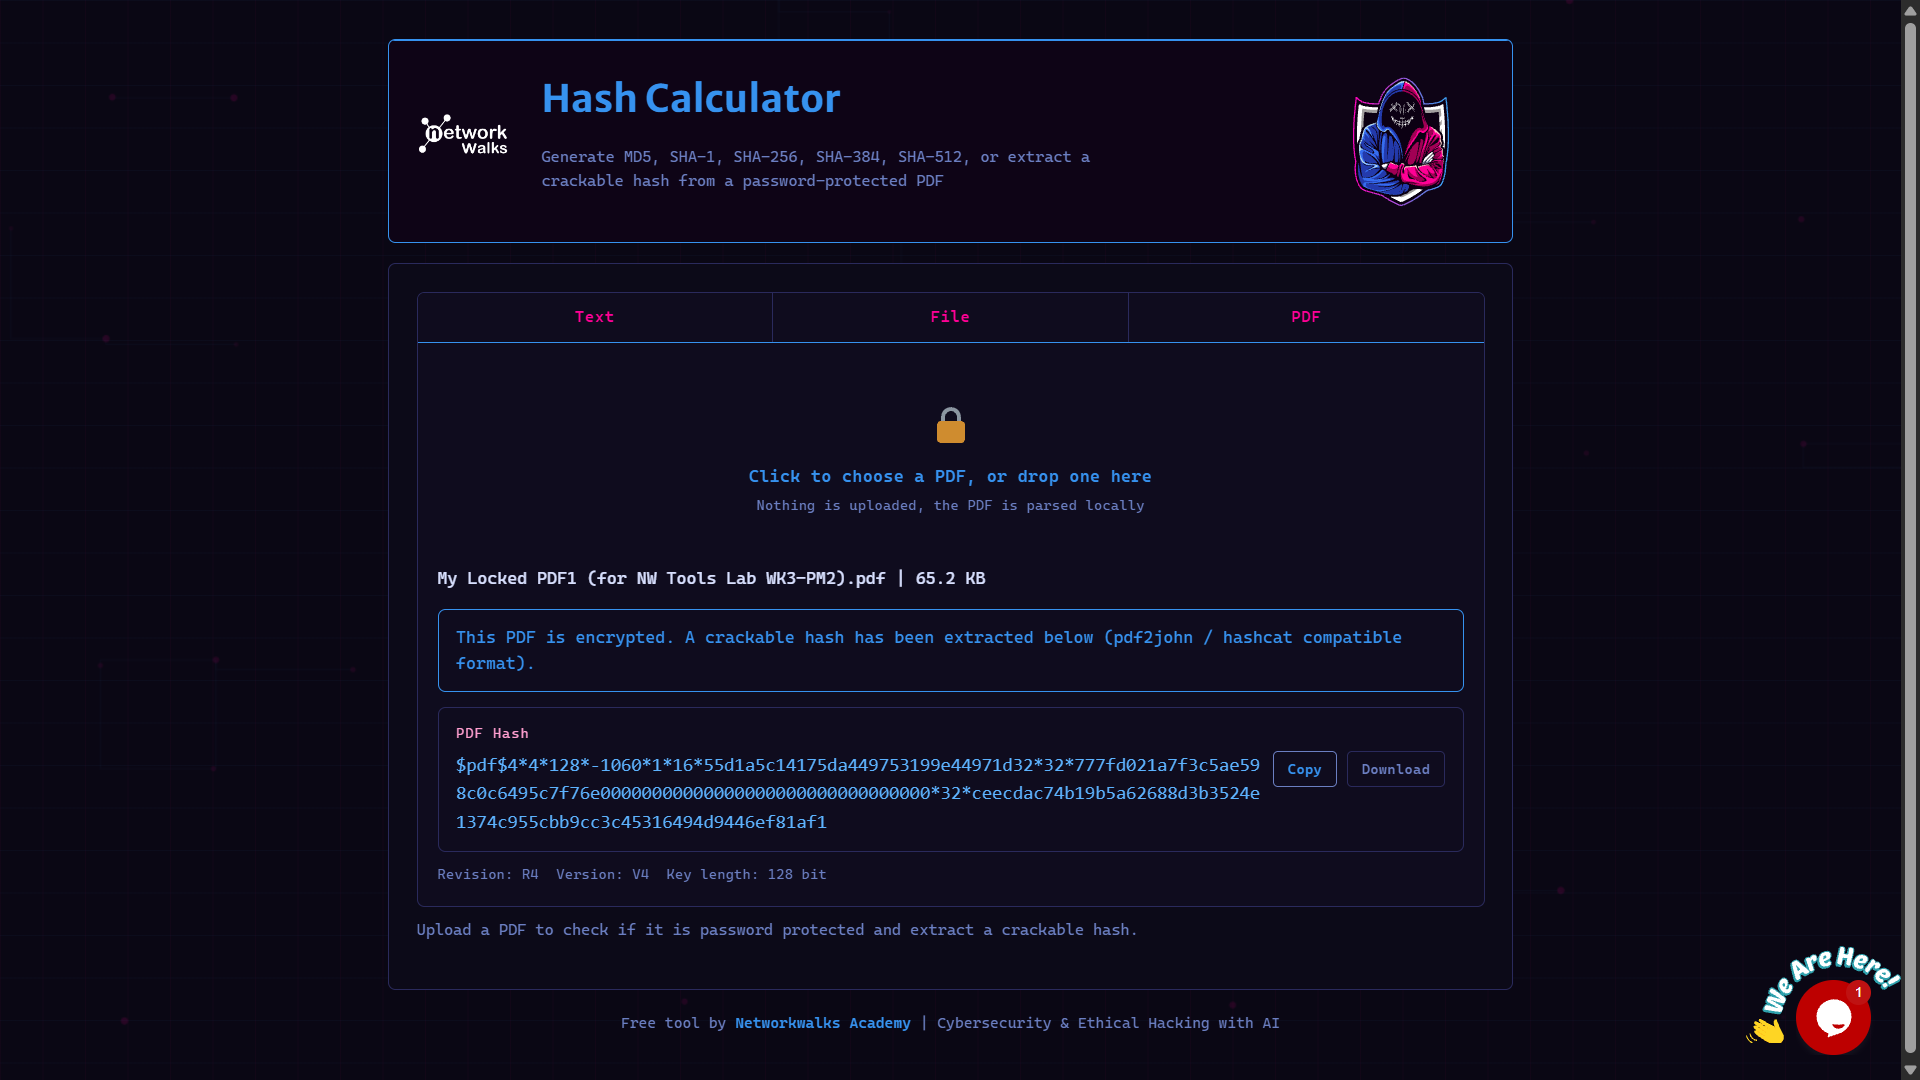 network
Walks
Hash Calculator
Generate MD5, SHA-1, SHA-256, SHA-384, SHA-512, or extract a
crackable hash from a password-protected PDF
Text
File
PDF
Click to choose a PDF, or drop one here
Nothing is uploaded, the PDF is parsed locally
My Locked PDF1 (for NW Tools Lab WK3-PM2).pdf | 65.2 KB
This PDF is encrypted. A crackable hash has been extracted below (pdf2john / hashcat compatible
format).
PDF Hash
$pdf$4*4*128*-1060*1*16*55d1a5c14175da449753199e44971d32*32*777fd021a7f3c5ae59
8c0c6495c7f76e00000000000000000000000000000000*32*ceecdac74b19b5a62688d3b3524e
1374c955cbb9cc3c45316494d9446ef81af1
Copy
Download
Revision: R4 Version: V4 Key length: 128 bit
Upload a PDF to check if it is password protected and extract a crackable hash.
We Are Here!
1
Free tool by Networkwalks Academy | Cybersecurity & Ethical Hacking with AI